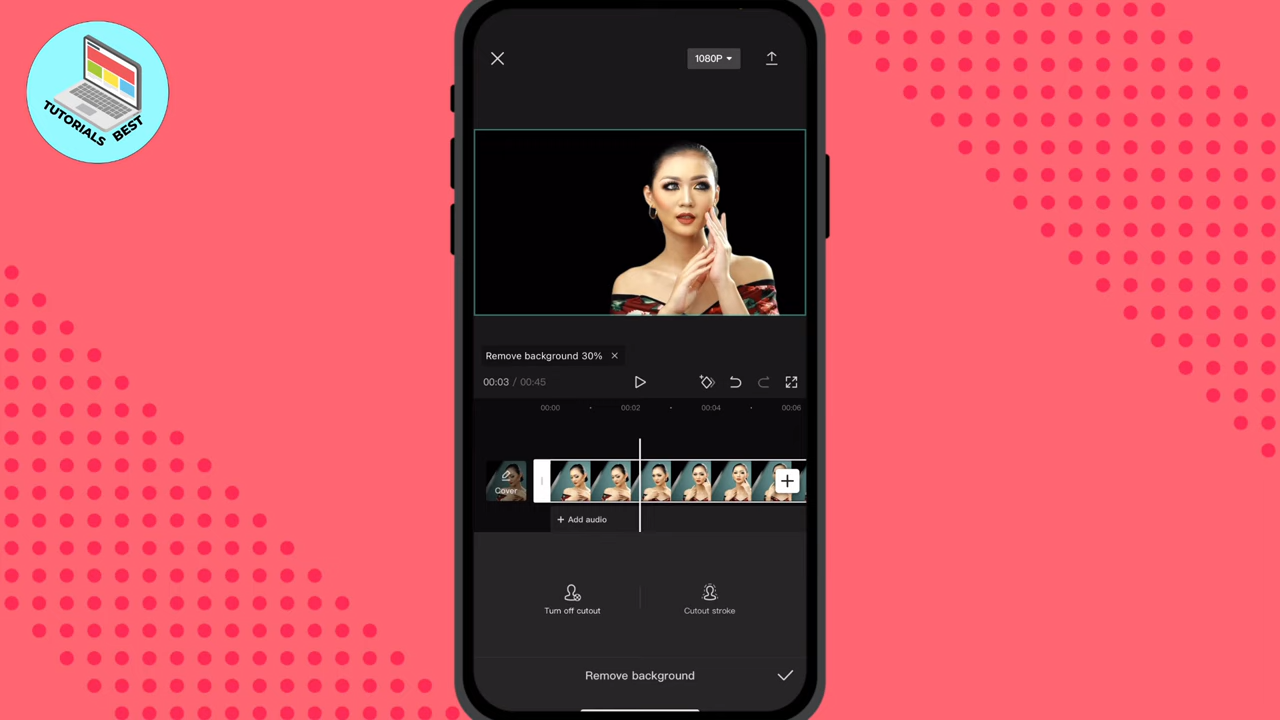 TUTORIALS BEST
1080P
Remove background 30%
00:03 / 00:45
00:00 00:02 00:04 00:06
Cover
+ Add audio
Turn off cutout
Cutout stroke
Remove background